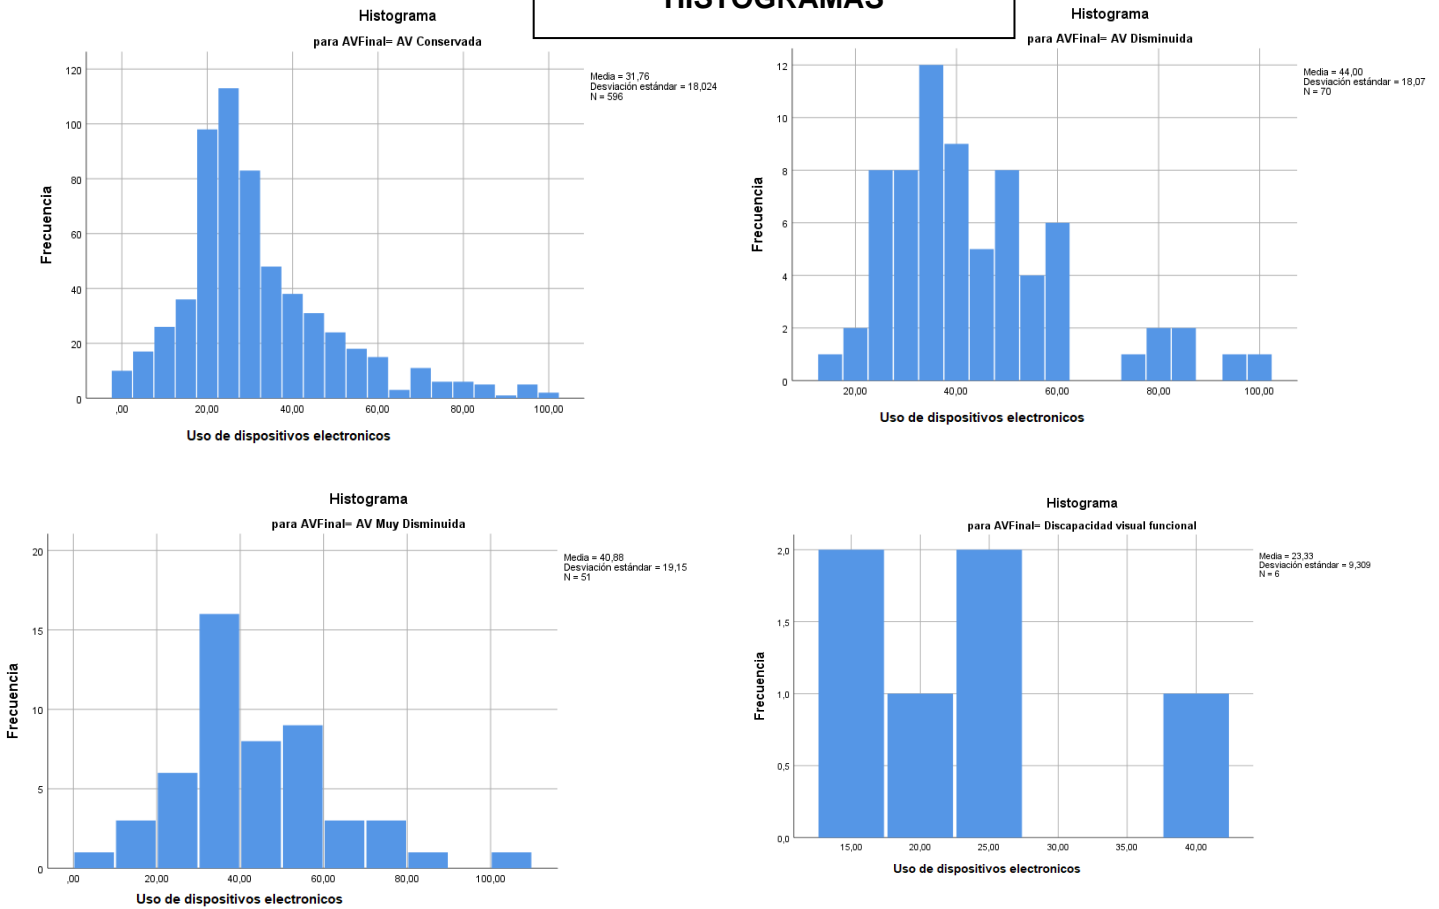 HISTOGRAMAS
Histograma
para AVFinal= AV Conservada
Media = 31,76
Desviación estándar = 18,024
N = 596
Frecuencia
120
100
80
60
40
20
0
,00 20,00 40,00 60,00 80,00 100,00
Uso de dispositivos electronicos
Histograma
para AVFinal= AV Disminuida
Media = 44,00
Desviación estándar = 18,07
N = 70
Frecuencia
12
10
8
6
4
2
0
20,00 40,00 60,00 80,00 100,00
Uso de dispositivos electronicos
Histograma
para AVFinal= AV Muy Disminuida
Media = 40,88
Desviación estándar = 19,15
N = 51
Frecuencia
20
15
10
5
0
,00 20,00 40,00 60,00 80,00 100,00
Uso de dispositivos electronicos
Histograma
para AVFinal= Discapacidad visual funcional
Media = 23,33
Desviación estándar = 9,309
N = 6
Frecuencia
2,0
1,5
1,0
0,5
0,0
15,00 20,00 25,00 30,00 35,00 40,00
Uso de dispositivos electronicos